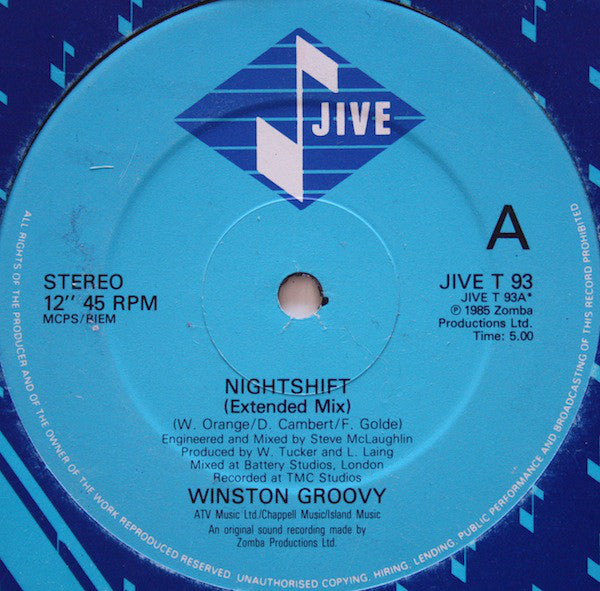 JIVE
A
STEREO
12'' 45 RPM
MCPS/BIEM
JIVE T 93
JIVE T 93A*
Ⓟ 1985 Zomba
Productions Ltd.
Time: 5.00
NIGHTSHIFT
(Extended Mix)
(W. Orange/D. Cambert/F. Golde)
Engineered and Mixed by Steve McLaughlin
Produced by W. Tucker and L. Laing
Mixed at Battery Studios, London
Recorded at TMC Studios
WINSTON GROOVY
ATV Music Ltd/Chappell Music/Island Music
An original sound recording made by
Zomba Productions Ltd.
ALL RIGHTS OF THE PRODUCER AND OF THE OWNER OF THE WORK REPRODUCED RESERVED UNAUTHORISED COPYING. HIRING. LENDING. PUBLIC PERFORMANCE AND BROADCASTING OF THIS RECORD PROHIBITED